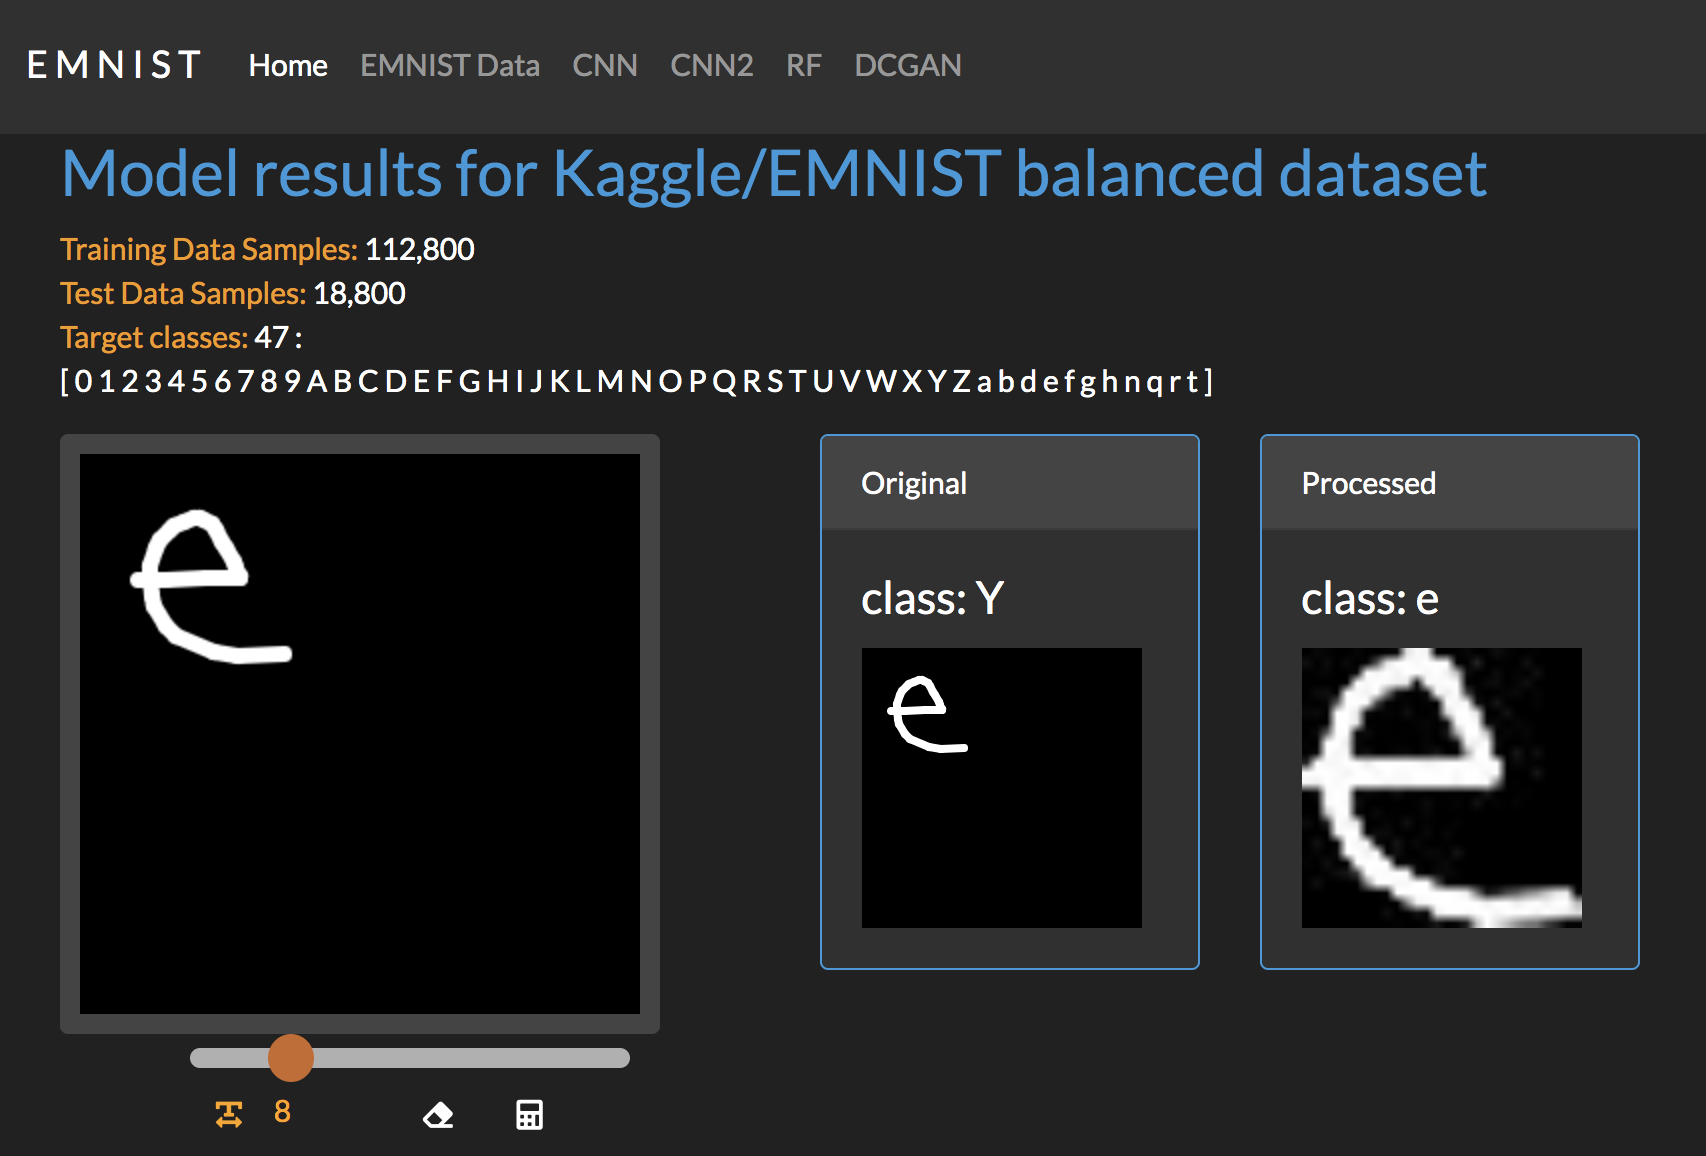 EMNIST Home EMNIST Data CNN CNN2 RF DCGAN
Model results for Kaggle/EMNIST balanced dataset
Training Data Samples: 112,800
Test Data Samples: 18,800
Target classes: 47 :
[ 0 1 2 3 4 5 6 7 8 9 A B C D E F G H I J K L M N O P Q R S T U V W X Y Z a b d e f g h n q r t ]
e
Original
class: Y
e
Processed
class: e
e
8